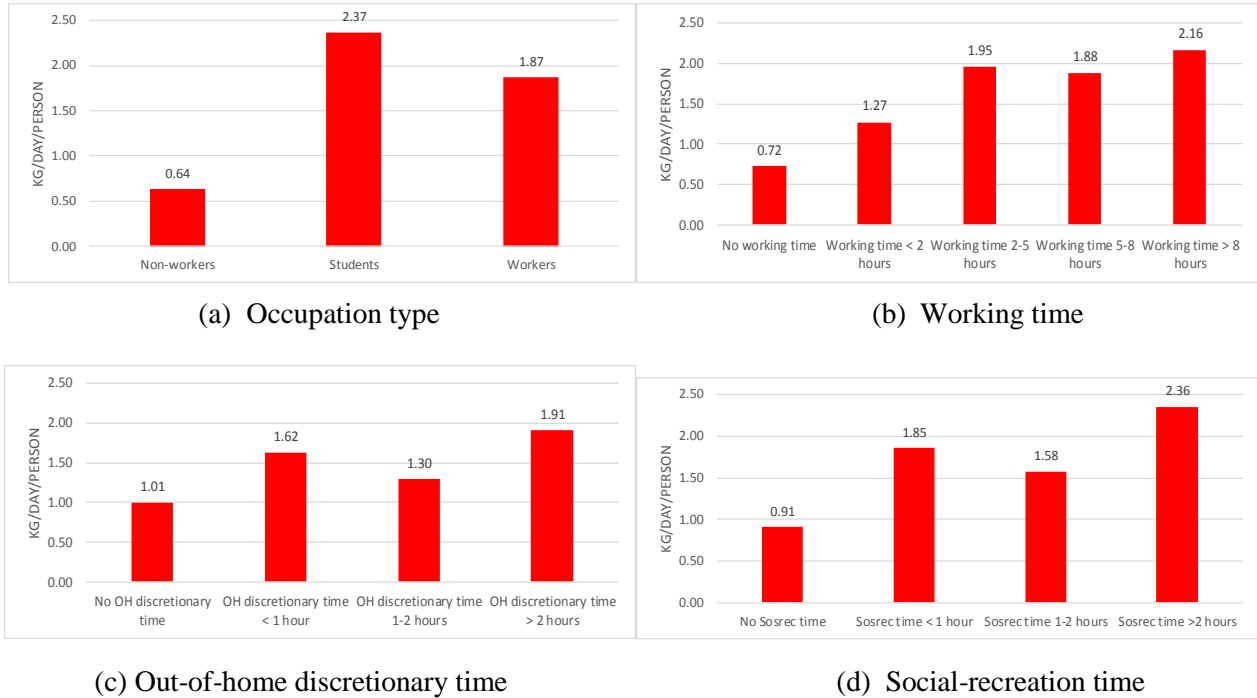 2.50
2.00
1.50
1.00
0.50
0.00
KG/DAY/PERSON
0.64
2.37
1.87
Non-workers
Students
Workers
(a) Occupation type
2.50
2.00
1.50
1.00
0.50
0.00
KG/DAY/PERSON
0.72
1.27
1.95
1.88
2.16
No working time
Working time < 2
hours
Working time 2-5
hours
Working time 5-8
hours
Working time > 8
hours
(b) Working time
2.50
2.00
1.50
1.00
0.50
0.00
KG/DAY/PERSON
1.01
1.62
1.30
1.91
No OH discretionary
time
OH discretionary time
< 1 hour
OH discretionary time
1-2 hours
OH discretionary time
> 2 hours
(c) Out-of-home discretionary time
2.50
2.00
1.50
1.00
0.50
0.00
KG/DAY/PERSON
0.91
1.85
1.58
2.36
No Sosrec time
Sosrec time < 1 hour
Sosrec time 1-2 hours
Sosrec time >2 hours
(d) Social-recreation time